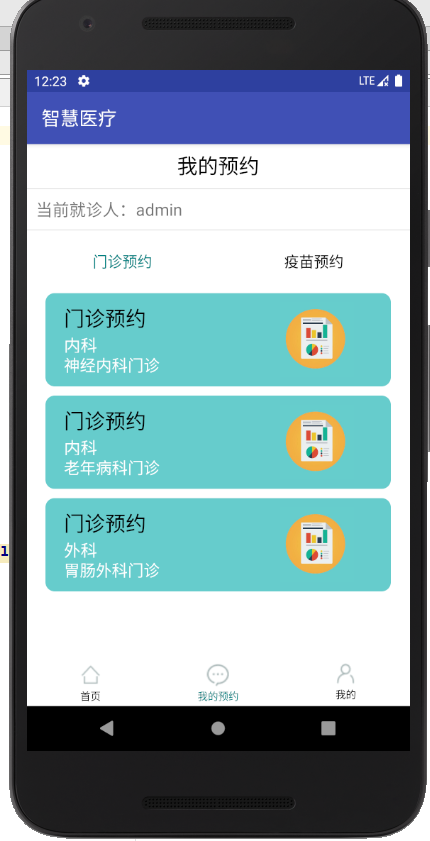 12:23 LTE
智慧医疗
我的预约
当前就诊人：admin
门诊预约 疫苗预约
门诊预约
内科
神经内科门诊
门诊预约
内科
老年病科门诊
门诊预约
外科
胃肠外科门诊
1
首页 我的预约 我的